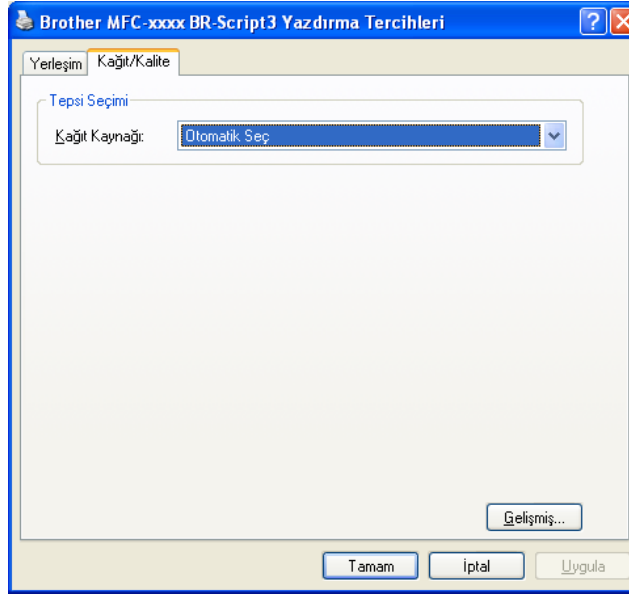 Brother MFC-xxxx BR-Script3 Yazdırma Tercihleri
Yerleşim Kağıt/Kalite
Tepsi Seçimi
Kağıt Kaynağı: Otomatik Seç
Gelişmiş...
Tamam İptal Uygula